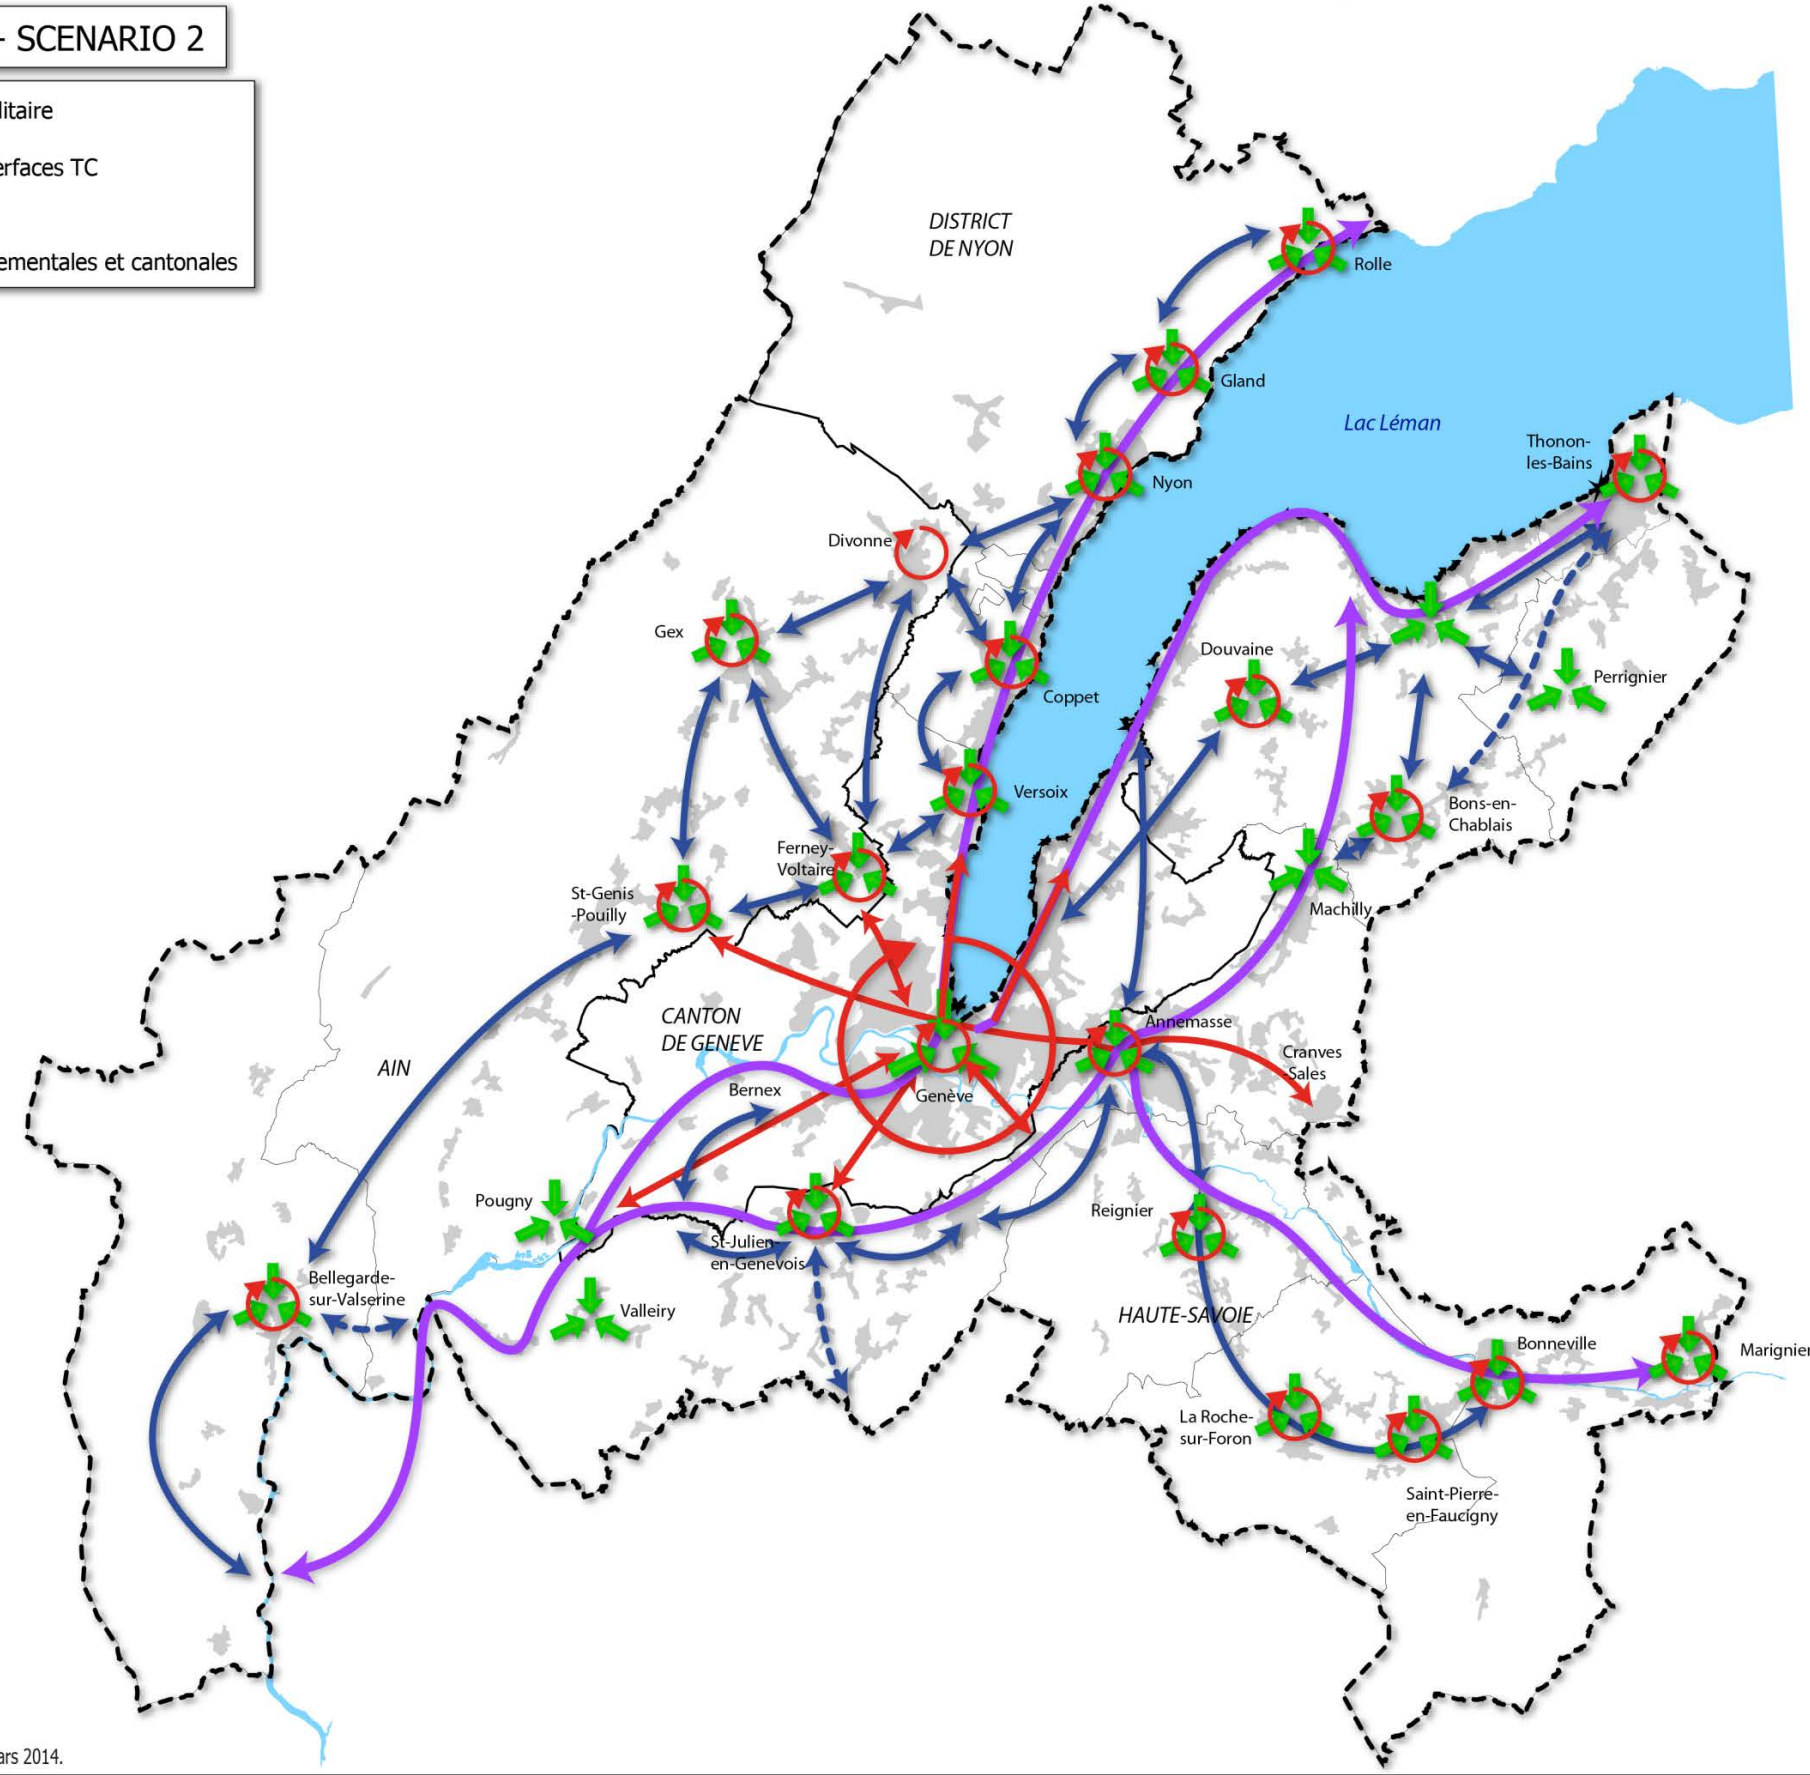 - SCENARIO 2
litaire
erfaces TC
ementales et cantonales
DISTRICT
DE NYON
Rolle
Gland
Lac Léman
Thonon-
les-Bains
Nyon
Divonne
Gex
Douvaine
Perrignier
Coppet
Versoix
Bons-en-
Chablais
Ferney-
Voltaire
St-Genis
-Pouilly
Machilly
CANTON
DE GENEVE
Annemasse
Cranves
-Sales
AIN
Bernex
Genève
Pougny
Reignier
St-Julien-
en-Genevois
Bellegarde-
sur-Valserine
Valleiry
HAUTE-SAVOIE
Bonneville
Marignier
La Roche-
sur-Foron
Saint-Pierre-
en-Faucigny
ars 2014.